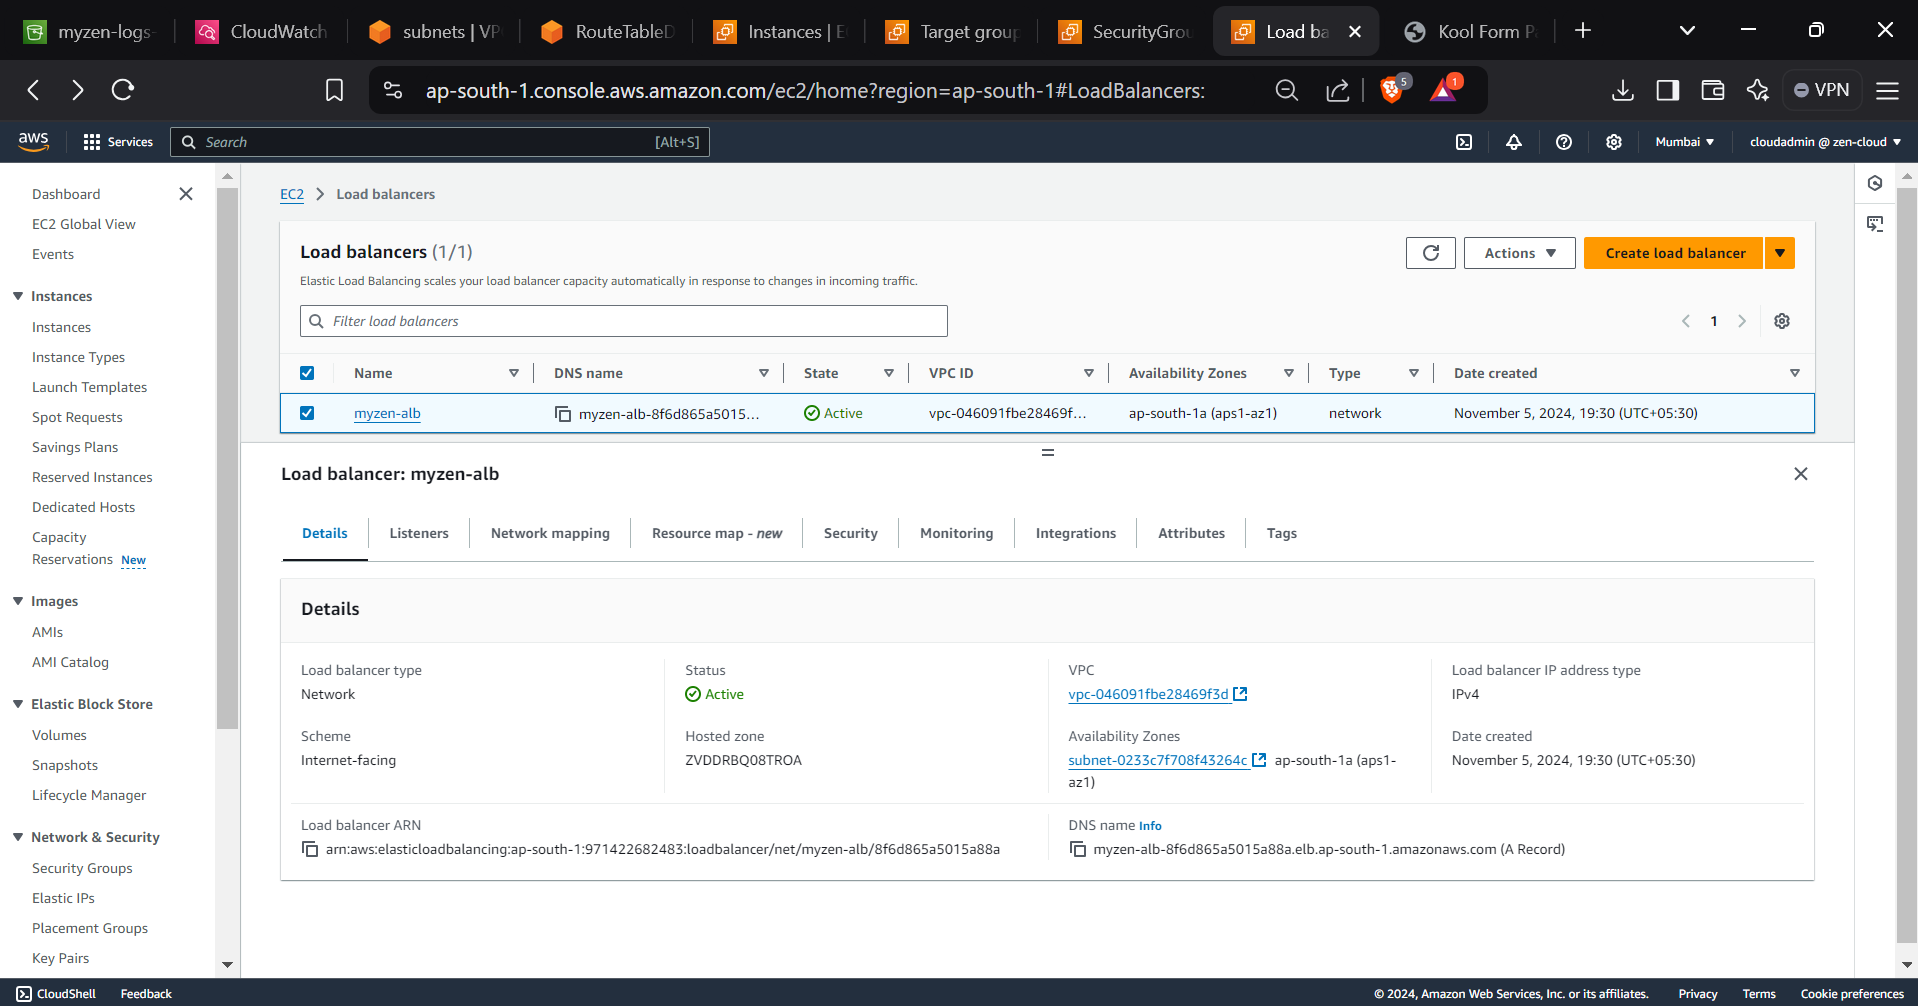 myzen-logs-
CloudWatch
subnets | VP
RouteTableD
Instances | E
Target group
SecurityGrou
Load ba
Kool Form Pa
ap-south-1.console.aws.amazon.com/ec2/home?region=ap-south-1#LoadBalancers:
5
1
VPN
aws
Services
Search
[Alt+S]
Mumbai
cloudadmin @ zen-cloud
Dashboard
EC2 Global View
Events
Instances
Instances
Instance Types
Launch Templates
Spot Requests
Savings Plans
Reserved Instances
Dedicated Hosts
Capacity
Reservations New
Images
AMIs
AMI Catalog
Elastic Block Store
Volumes
Snapshots
Lifecycle Manager
Network & Security
Security Groups
Elastic IPs
Placement Groups
Key Pairs
EC2 > Load balancers
Load balancers (1/1)
Elastic Load Balancing scales your load balancer capacity automatically in response to changes in incoming traffic.
Actions
Create load balancer
Filter load balancers
1
Name DNS name State VPC ID Availability Zones Type Date created
myzen-alb myzen-alb-8f6d865a5015... Active vpc-046091fbe28469f... ap-south-1a (aps1-az1) network November 5, 2024, 19:30 (UTC+05:30)
Load balancer: myzen-alb
Details Listeners Network mapping Resource map - new Security Monitoring Integrations Attributes Tags
Details
Load balancer type
Network
Status
Active
VPC
vpc-046091fbe28469f3d
Load balancer IP address type
IPv4
Scheme
Internet-facing
Hosted zone
ZVDDRBQ08TROA
Availability Zones
subnet-0233c7f708f43264c ap-south-1a (aps1-
az1)
Date created
November 5, 2024, 19:30 (UTC+05:30)
Load balancer ARN
arn:aws:elasticloadbalancing:ap-south-1:971422682483:loadbalancer/net/myzen-alb/8f6d865a5015a88a
DNS name Info
myzen-alb-8f6d865a5015a88a.elb.ap-south-1.amazonaws.com (A Record)
CloudShell
Feedback
© 2024, Amazon Web Services, Inc. or its affiliates.
Privacy
Terms
Cookie preferences